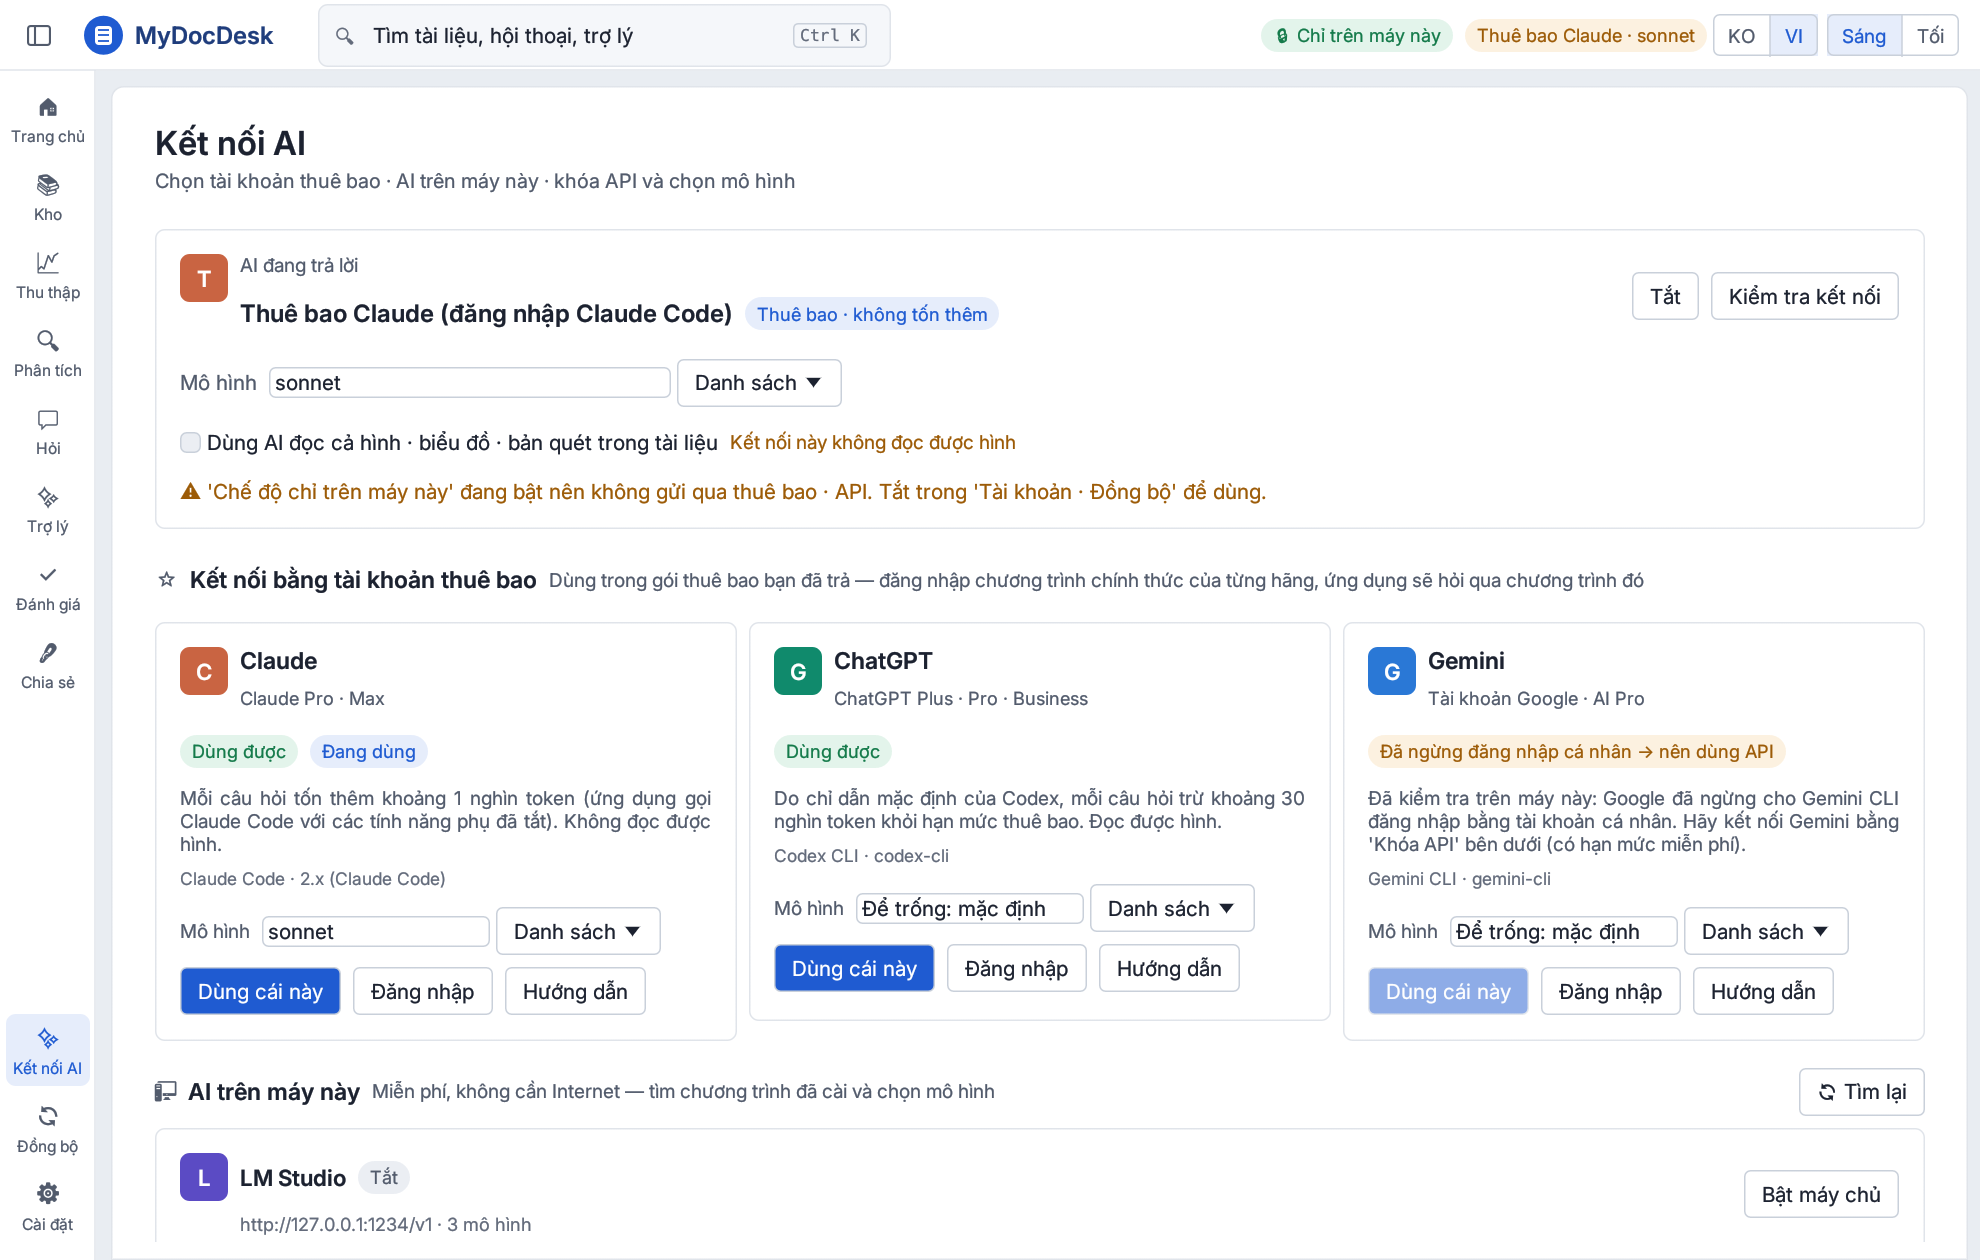 MyDocDesk
Tìm tài liệu, hội thoại, trợ lý
Ctrl K
Chỉ trên máy này
Thuê bao Claude · sonnet
KO
VI
Sáng
Tối
Trang chủ
Kho
Thu thập
Phân tích
Hỏi
Trợ lý
Đánh giá
Chia sẻ
Kết nối AI
Đồng bộ
Cài đặt
Kết nối AI
Chọn tài khoản thuê bao · AI trên máy này · khóa API và chọn mô hình
T
AI đang trả lời
Thuê bao Claude (đăng nhập Claude Code)
Thuê bao · không tốn thêm
Tắt
Kiểm tra kết nối
Mô hình
sonnet
Danh sách ▼
Dùng AI đọc cả hình · biểu đồ · bản quét trong tài liệu
Kết nối này không đọc được hình
⚠ 'Chế độ chỉ trên máy này' đang bật nên không gửi qua thuê bao · API. Tắt trong 'Tài khoản · Đồng bộ' để dùng.
☆ Kết nối bằng tài khoản thuê bao
Dùng trong gói thuê bao bạn đã trả — đăng nhập chương trình chính thức của từng hãng, ứng dụng sẽ hỏi qua chương trình đó
C
Claude
Claude Pro · Max
Dùng được
Đang dùng
Mỗi câu hỏi tốn thêm khoảng 1 nghìn token (ứng dụng gọi
Claude Code với các tính năng phụ đã tắt). Không đọc được
hình.
Claude Code · 2.x (Claude Code)
Mô hình
sonnet
Danh sách ▼
Dùng cái này
Đăng nhập
Hướng dẫn
G
ChatGPT
ChatGPT Plus · Pro · Business
Dùng được
Do chỉ dẫn mặc định của Codex, mỗi câu hỏi trừ khoảng 30
nghìn token khỏi hạn mức thuê bao. Đọc được hình.
Codex CLI · codex-cli
Mô hình
Để trống: mặc định
Danh sách ▼
Dùng cái này
Đăng nhập
Hướng dẫn
G
Gemini
Tài khoản Google · AI Pro
Đã ngừng đăng nhập cá nhân → nên dùng API
Đã kiểm tra trên máy này: Google đã ngừng cho Gemini CLI
đăng nhập bằng tài khoản cá nhân. Hãy kết nối Gemini bằng
'Khóa API' bên dưới (có hạn mức miễn phí).
Gemini CLI · gemini-cli
Mô hình
Để trống: mặc định
Danh sách ▼
Dùng cái này
Đăng nhập
Hướng dẫn
AI trên máy này
Miễn phí, không cần Internet — tìm chương trình đã cài và chọn mô hình
Tìm lại
L
LM Studio
Tắt
http://127.0.0.1:1234/v1 · 3 mô hình
Bật máy chủ